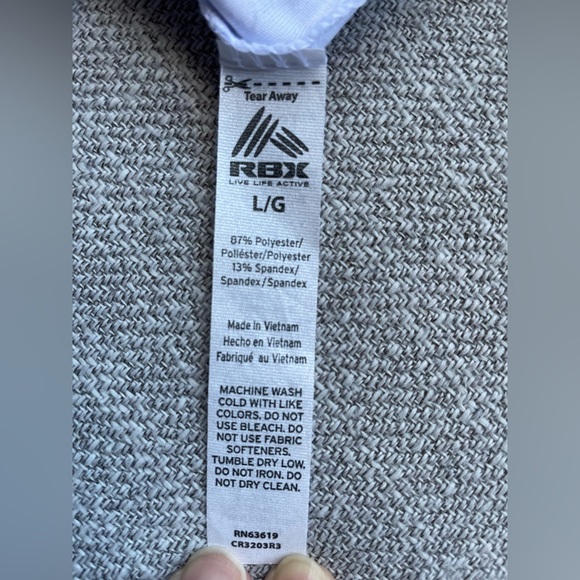 Tear Away
RBX
LIVE LIFE ACTIVE
L/G
87% Polyester/
Poliéster/Polyester
13% Spandex/
Spandex/Spandex
Made in Vietnam
Hecho en Vietnam
Fabriqué au Vietnam
MACHINE WASH
COLD WITH LIKE
COLORS. DO NOT
USE BLEACH. DO
NOT USE FABRIC
SOFTENERS.
TUMBLE DRY LOW.
DO NOT IRON. DO
NOT DRY CLEAN.
RN63619
CR3203R3